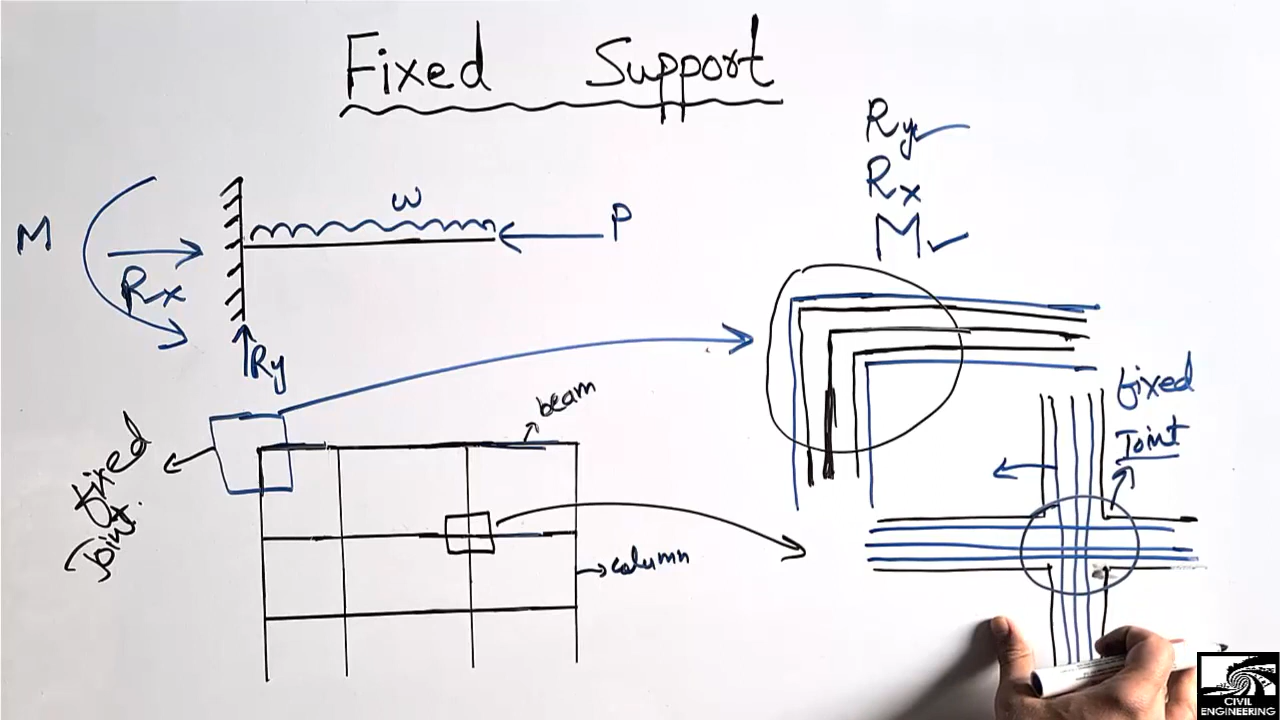 Fixed Support
Ry
Rx
M
M
Rx
Ry
w
P
fixed
Joint
beam
column
fixed
Joint.
CIVIL
ENGINEERING